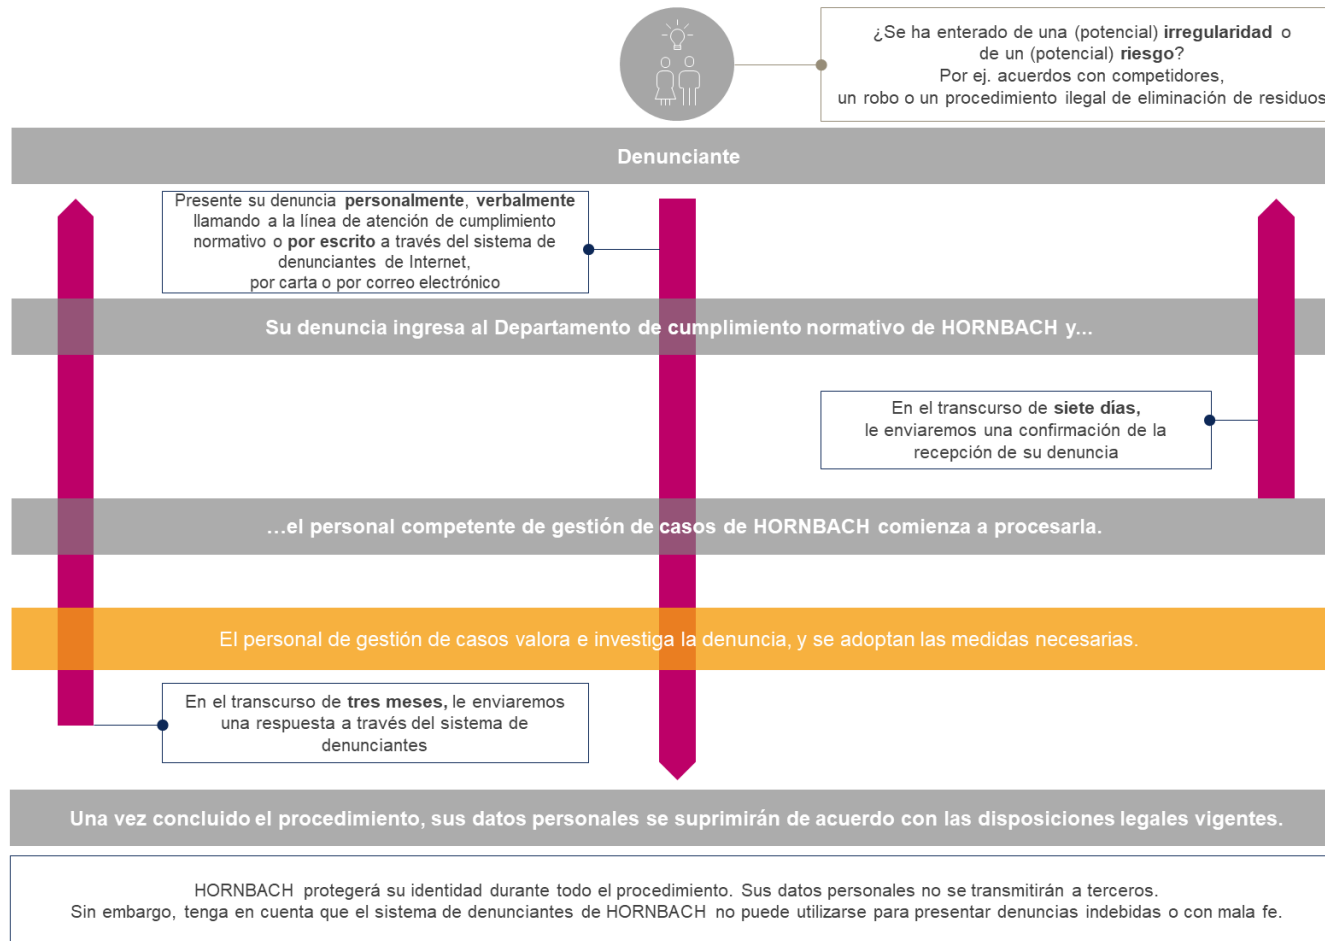 ¿Se ha enterado de una (potencial) irregularidad o
de un (potencial) riesgo?
Por ej. acuerdos con competidores,
un robo o un procedimiento ilegal de eliminación de residuos
Denunciante
Presente su denuncia personalmente, verbalmente
llamando a la línea de atención de cumplimiento
normativo o por escrito a través del sistema de
denunciantes de Internet,
por carta o por correo electrónico
Su denuncia ingresa al Departamento de cumplimiento normativo de HORNBACH y...
En el transcurso de siete días,
le enviaremos una confirmación de la
recepción de su denuncia
...el personal competente de gestión de casos de HORNBACH comienza a procesarla.
El personal de gestión de casos valora e investiga la denuncia, y se adoptan las medidas necesarias.
En el transcurso de tres meses, le enviaremos
una respuesta a través del sistema de
denunciantes
Una vez concluido el procedimiento, sus datos personales se suprimirán de acuerdo con las disposiciones legales vigentes.
HORNBACH protegerá su identidad durante todo el procedimiento. Sus datos personales no se transmitirán a terceros.
Sin embargo, tenga en cuenta que el sistema de denunciantes de HORNBACH no puede utilizarse para presentar denuncias indebidas o con mala fe.